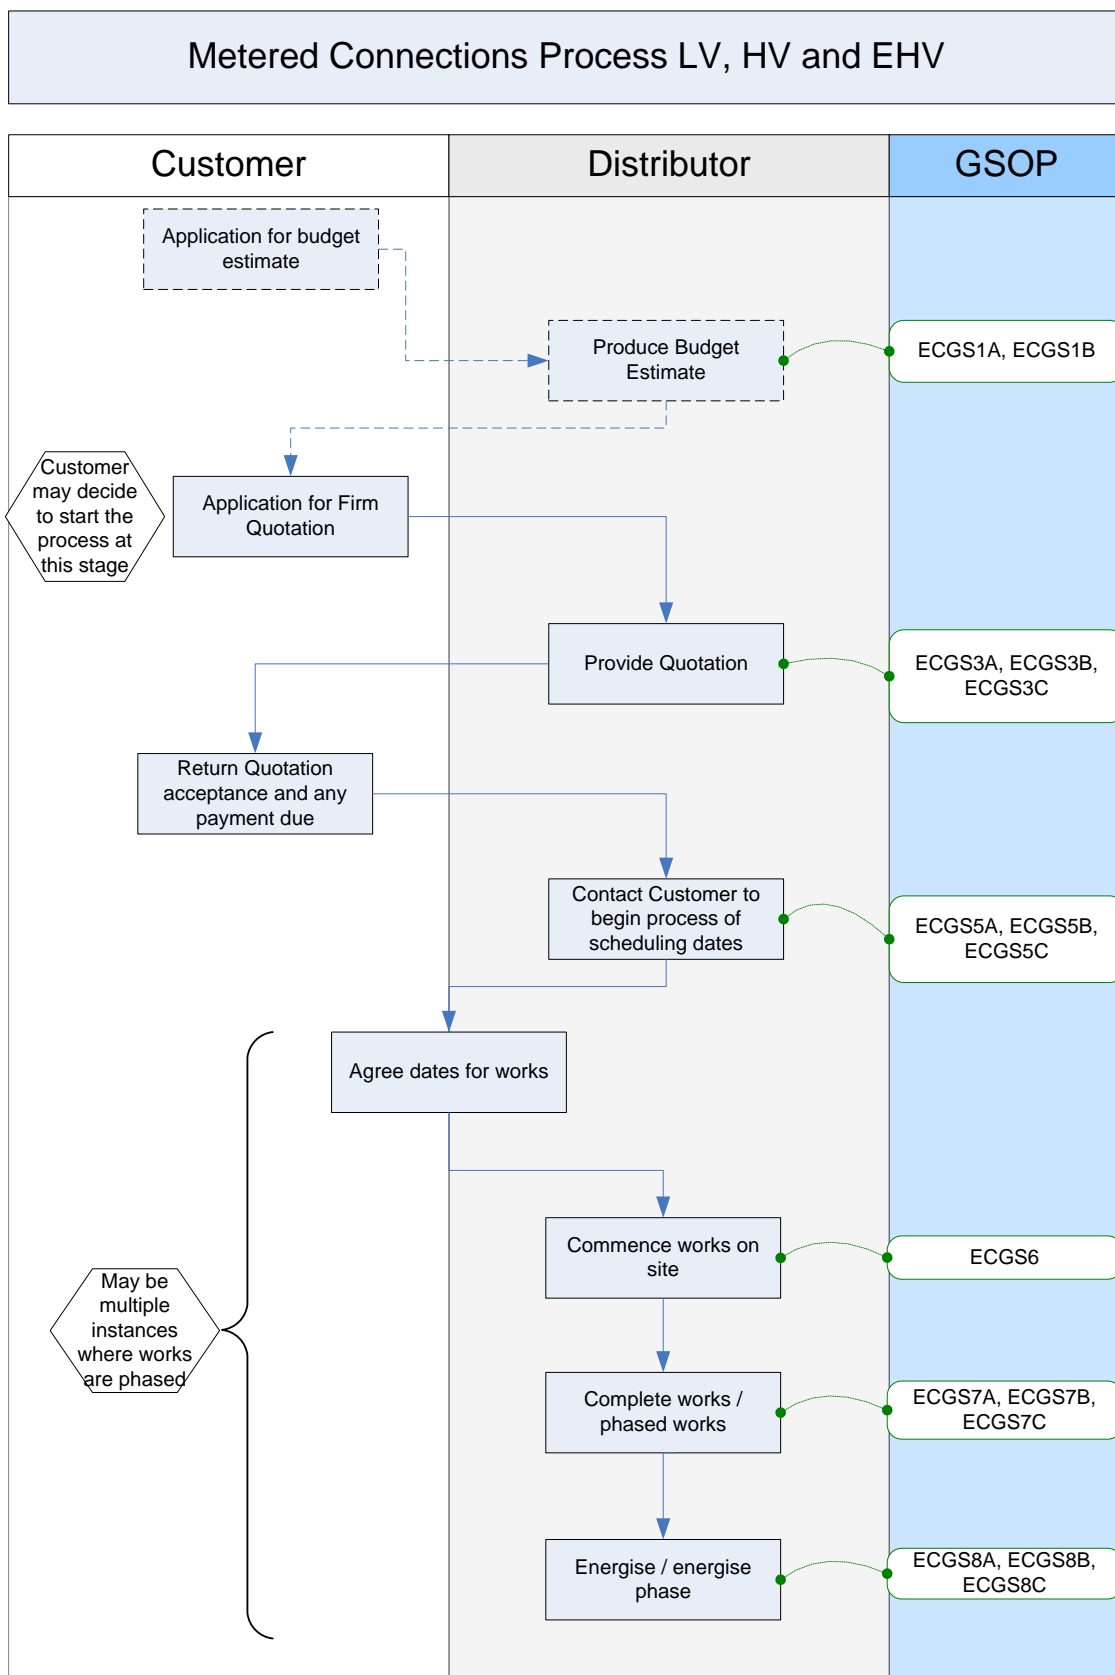 Metered Connections Process LV, HV and EHV
Customer
Distributor
GSOP
Application for budget
estimate
Produce Budget
Estimate
ECGS1A, ECGS1B
Customer
may decide
to start the
process at
this stage
Application for Firm
Quotation
Provide Quotation
ECGS3A, ECGS3B,
ECGS3C
Return Quotation
acceptance and any
payment due
Contact Customer to
begin process of
scheduling dates
ECGS5A, ECGS5B,
ECGS5C
Agree dates for works
Commence works on
site
ECGS6
May be
multiple
instances
where works
are phased
Complete works /
phased works
ECGS7A, ECGS7B,
ECGS7C
Energise / energise
phase
ECGS8A, ECGS8B,
ECGS8C